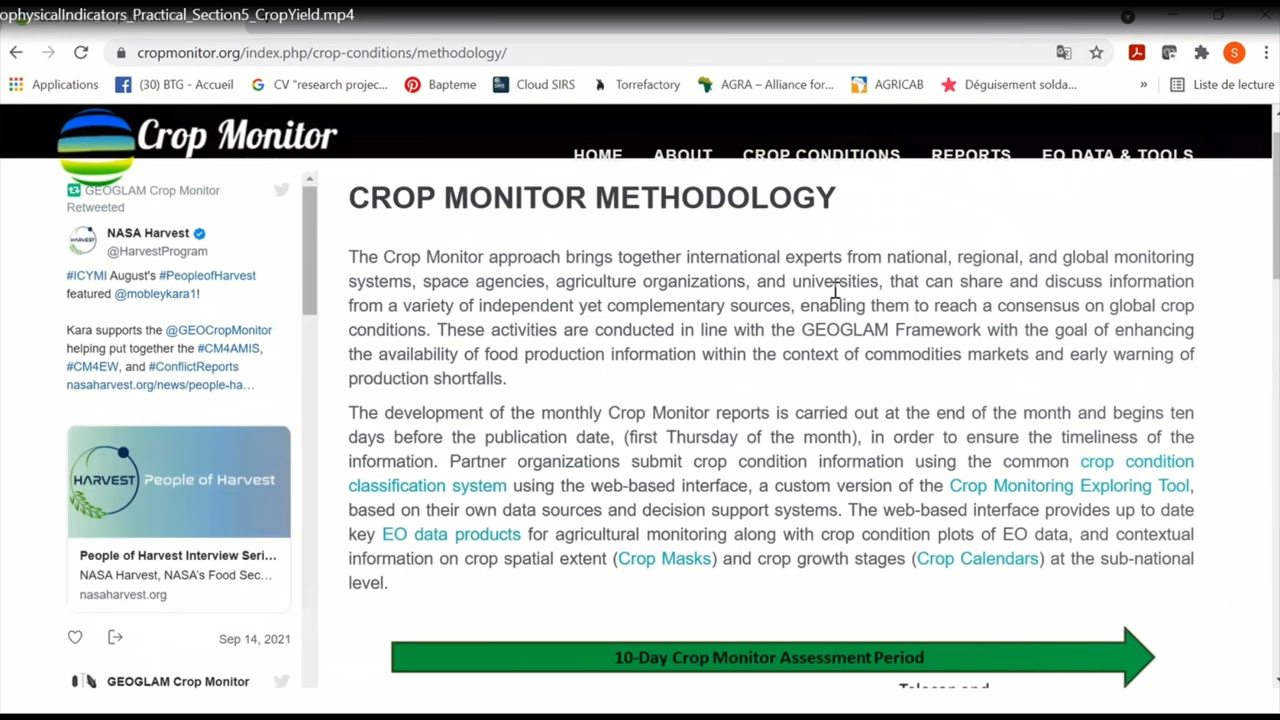 ophysicalIndicators_Practical_Section5_CropYield.mp4
cropmonitor.org/index.php/crop-conditions/methodology/
S
Applications
(30) BTG - Accueil
CV "research projec...
Bapteme
Cloud SIRS
Torrefactory
AGRA – Alliance for...
AGRICAB
Déguisement solda...
»
Liste de lecture
Crop Monitor
HOME ABOUT CROP CONDITIONS REPORTS EO DATA & TOOLS
GEOGLAM Crop Monitor
Retweeted
NASA Harvest
@HarvestProgram
#ICYMI August's #PeopleofHarvest
featured @mobleykara1!
Kara supports the @GEOCropMonitor
helping put together the #CM4AMIS,
#CM4EW, and #ConflictReports
nasaharvest.org/news/people-ha…
HARVEST
People of Harvest
People of Harvest Interview Seri...
NASA Harvest, NASA's Food Sec...
nasaharvest.org
Sep 14, 2021
GEOGLAM Crop Monitor
CROP MONITOR METHODOLOGY
The Crop Monitor approach brings together international experts from national, regional, and global monitoring
systems, space agencies, agriculture organizations, and universities, that can share and discuss information
from a variety of independent yet complementary sources, enabling them to reach a consensus on global crop
conditions. These activities are conducted in line with the GEOGLAM Framework with the goal of enhancing
the availability of food production information within the context of commodities markets and early warning of
production shortfalls.
The development of the monthly Crop Monitor reports is carried out at the end of the month and begins ten
days before the publication date, (first Thursday of the month), in order to ensure the timeliness of the
information. Partner organizations submit crop condition information using the common crop condition
classification system using the web-based interface, a custom version of the Crop Monitoring Exploring Tool,
based on their own data sources and decision support systems. The web-based interface provides up to date
key EO data products for agricultural monitoring along with crop condition plots of EO data, and contextual
information on crop spatial extent (Crop Masks) and crop growth stages (Crop Calendars) at the sub-national
level.
10-Day Crop Monitor Assessment Period